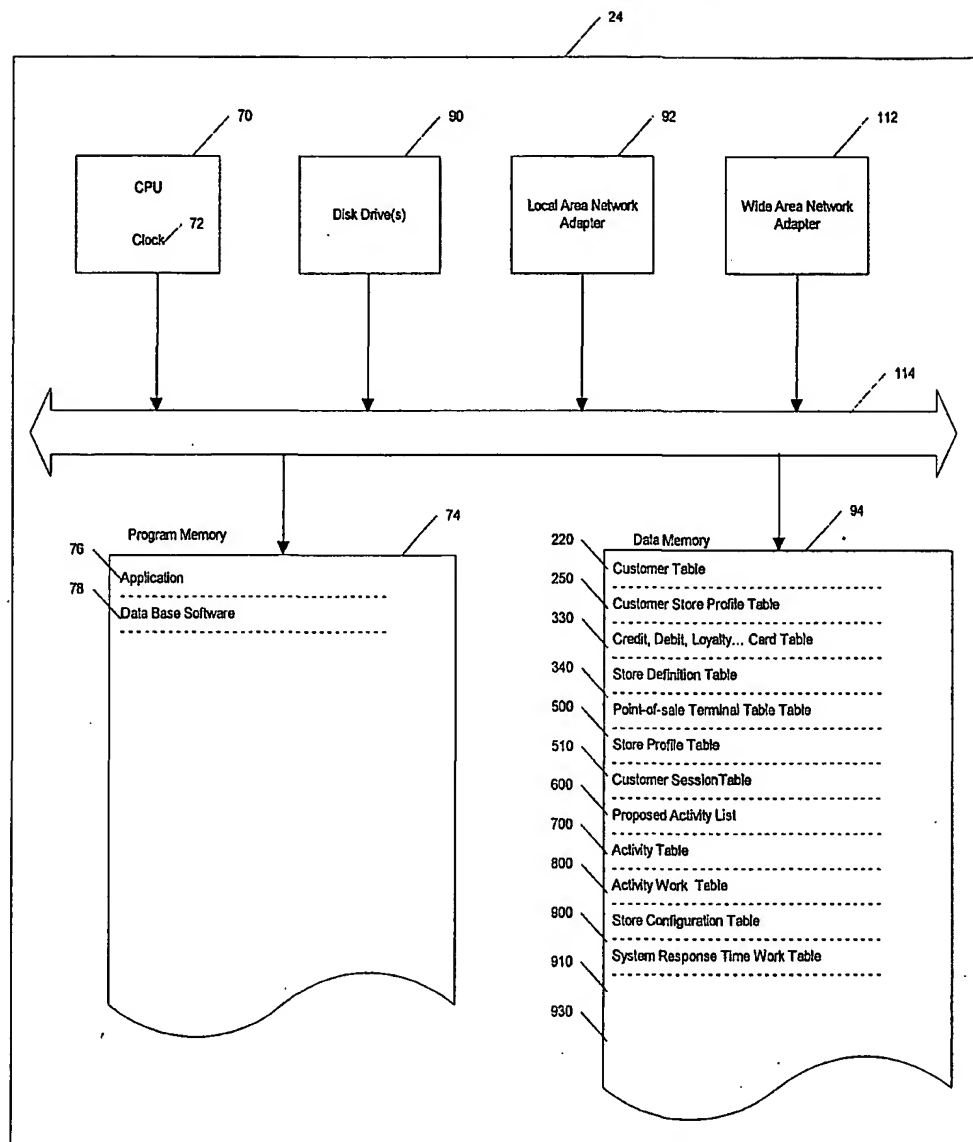 24
70
90
92
112
CPU
Clock
72
Disk Drive(s)
Local Area Network
Adapter
Wide Area Network
Adapter
114
Program Memory
74
76
Application
78
Data Base Software
Data Memory
94
220
Customer Table
250
Customer Store Profile Table
330
Credit, Debit, Loyalty... Card Table
340
Store Definition Table
Point-of-sale Terminal Table Table
500
Store Profile Table
510
Customer SessionTable
600
Proposed Activity List
700
Activity Table
800
Activity Work Table
900
Store Configuration Table
System Response Time Work Table
910
930